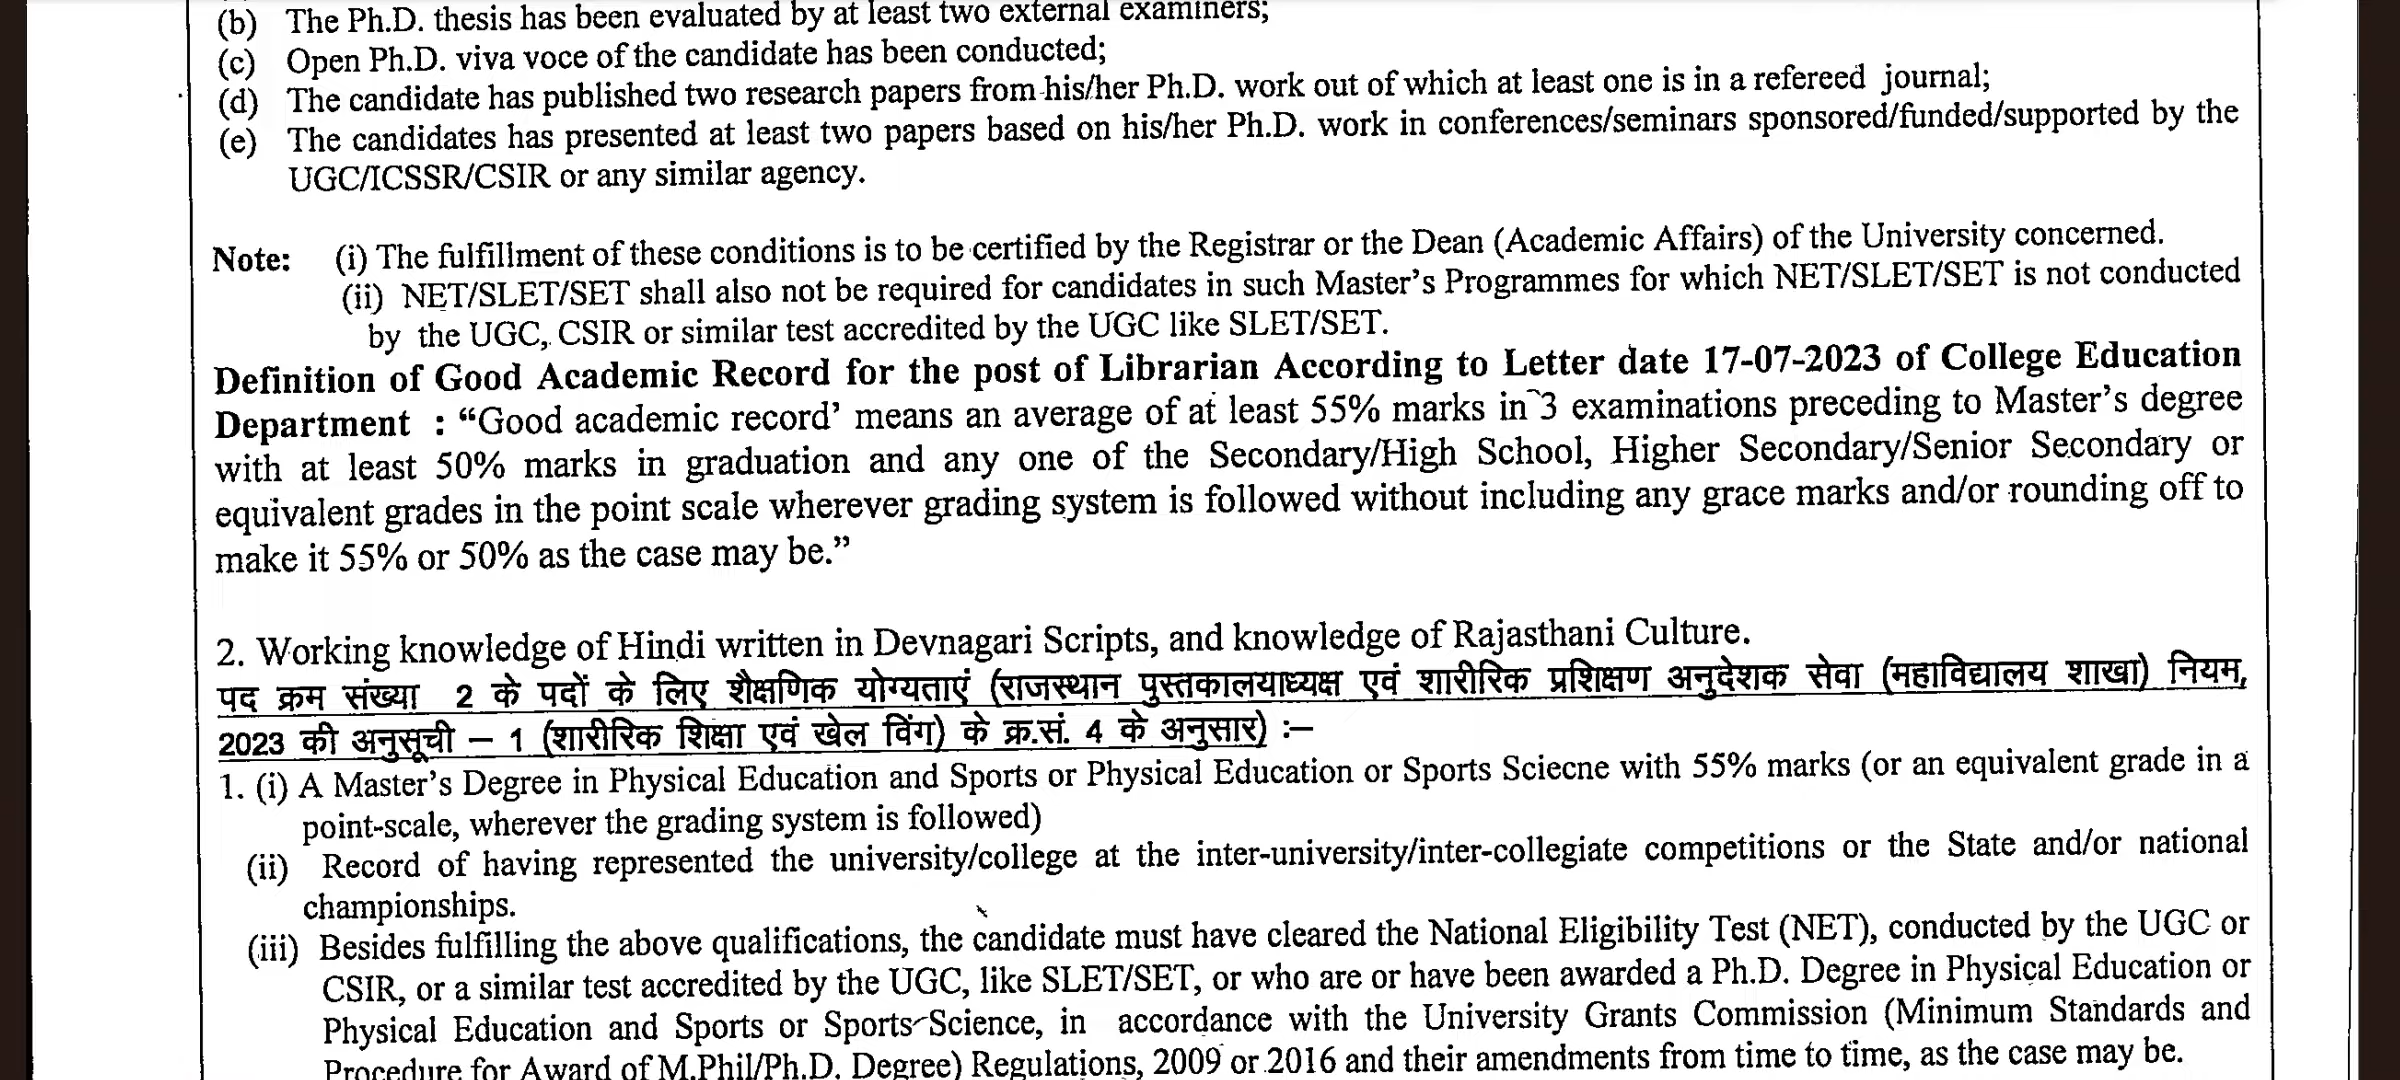 (b) The Ph.D. thesis has been evaluated by at least two external examiners;
(c) Open Ph.D. viva voce of the candidate has been conducted;
(d) The candidate has published two research papers from his/her Ph.D. work out of which at least one is in a refereed journal;
(e) The candidates has presented at least two papers based on his/her Ph.D. work in conferences/seminars sponsored/funded/supported by the
UGC/ICSSR/CSIR or any similar agency.
Note: (i) The fulfillment of these conditions is to be certified by the Registrar or the Dean (Academic Affairs) of the University concerned.
(ii) NET/SLET/SET shall also not be required for candidates in such Master's Programmes for which NET/SLET/SET is not conducted
by the UGC, CSIR or similar test accredited by the UGC like SLET/SET.
Definition of Good Academic Record for the post of Librarian According to Letter date 17-07-2023 of College Education
Department : “Good academic record’ means an average of at least 55% marks in 3 examinations preceding to Master’s degree
with at least 50% marks in graduation and any one of the Secondary/High School, Higher Secondary/Senior Secondary or
equivalent grades in the point scale wherever grading system is followed without including any grace marks and/or rounding off to
make it 55% or 50% as the case may be.”
2. Working knowledge of Hindi written in Devnagari Scripts, and knowledge of Rajasthani Culture.
पद क्रम संख्या 2 के पदों के लिए शैक्षणिक योग्यताएं (राजस्थान पुस्तकालयाध्यक्ष एवं शारीरिक प्रशिक्षण अनुदेशक सेवा (महाविद्यालय शाखा) नियम,
2023 की अनुसूची – 1 (शारीरिक शिक्षा एवं खेल विंग) के क्र.सं. 4 के अनुसार) :–
1. (i) A Master’s Degree in Physical Education and Sports or Physical Education or Sports Sciecne with 55% marks (or an equivalent grade in a
point-scale, wherever the grading system is followed)
(ii) Record of having represented the university/college at the inter-university/inter-collegiate competitions or the State and/or national
championships.
(iii) Besides fulfilling the above qualifications, the candidate must have cleared the National Eligibility Test (NET), conducted by the UGC or
CSIR, or a similar test accredited by the UGC, like SLET/SET, or who are or have been awarded a Ph.D. Degree in Physical Education or
Physical Education and Sports or Sports Science, in accordance with the University Grants Commission (Minimum Standards and
Procedure for Award of M.Phil/Ph.D. Degree) Regulations, 2009 or 2016 and their amendments from time to time, as the case may be.